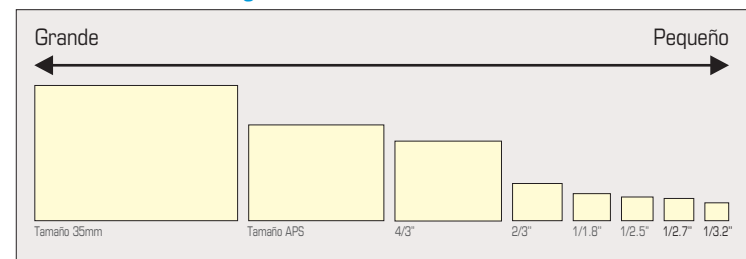 Grande Pequeño
Tamaño 35mm Tamaño APS 4/3" 2/3" 1/1.8" 1/2.5" 1/2.7" 1/3.2"